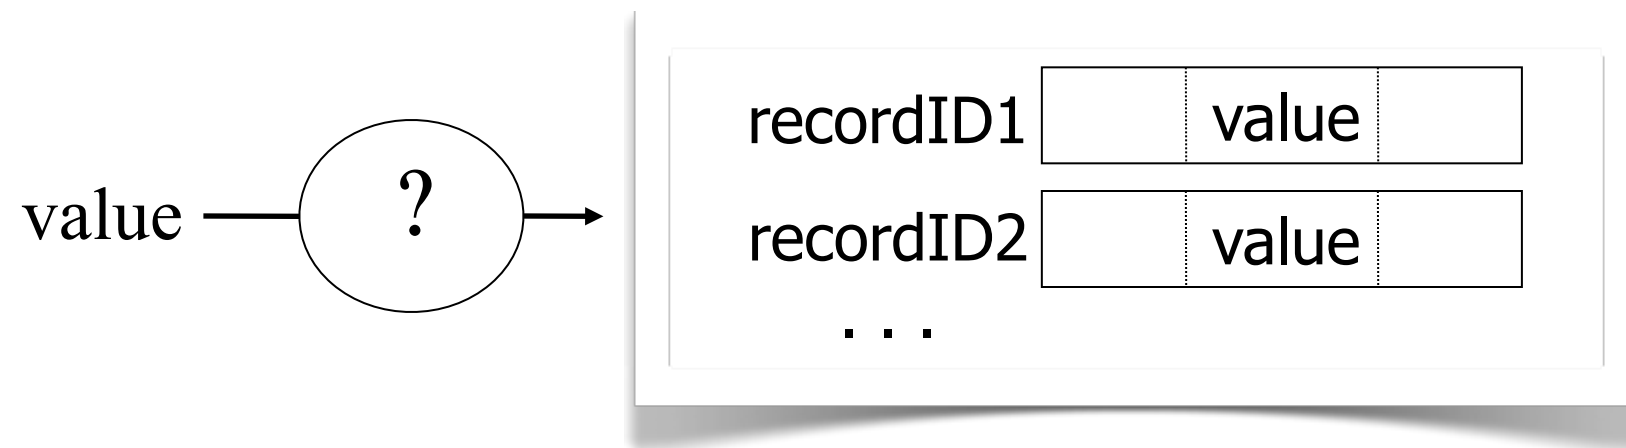 recordID1 value
value ? recordID2 value
. . .